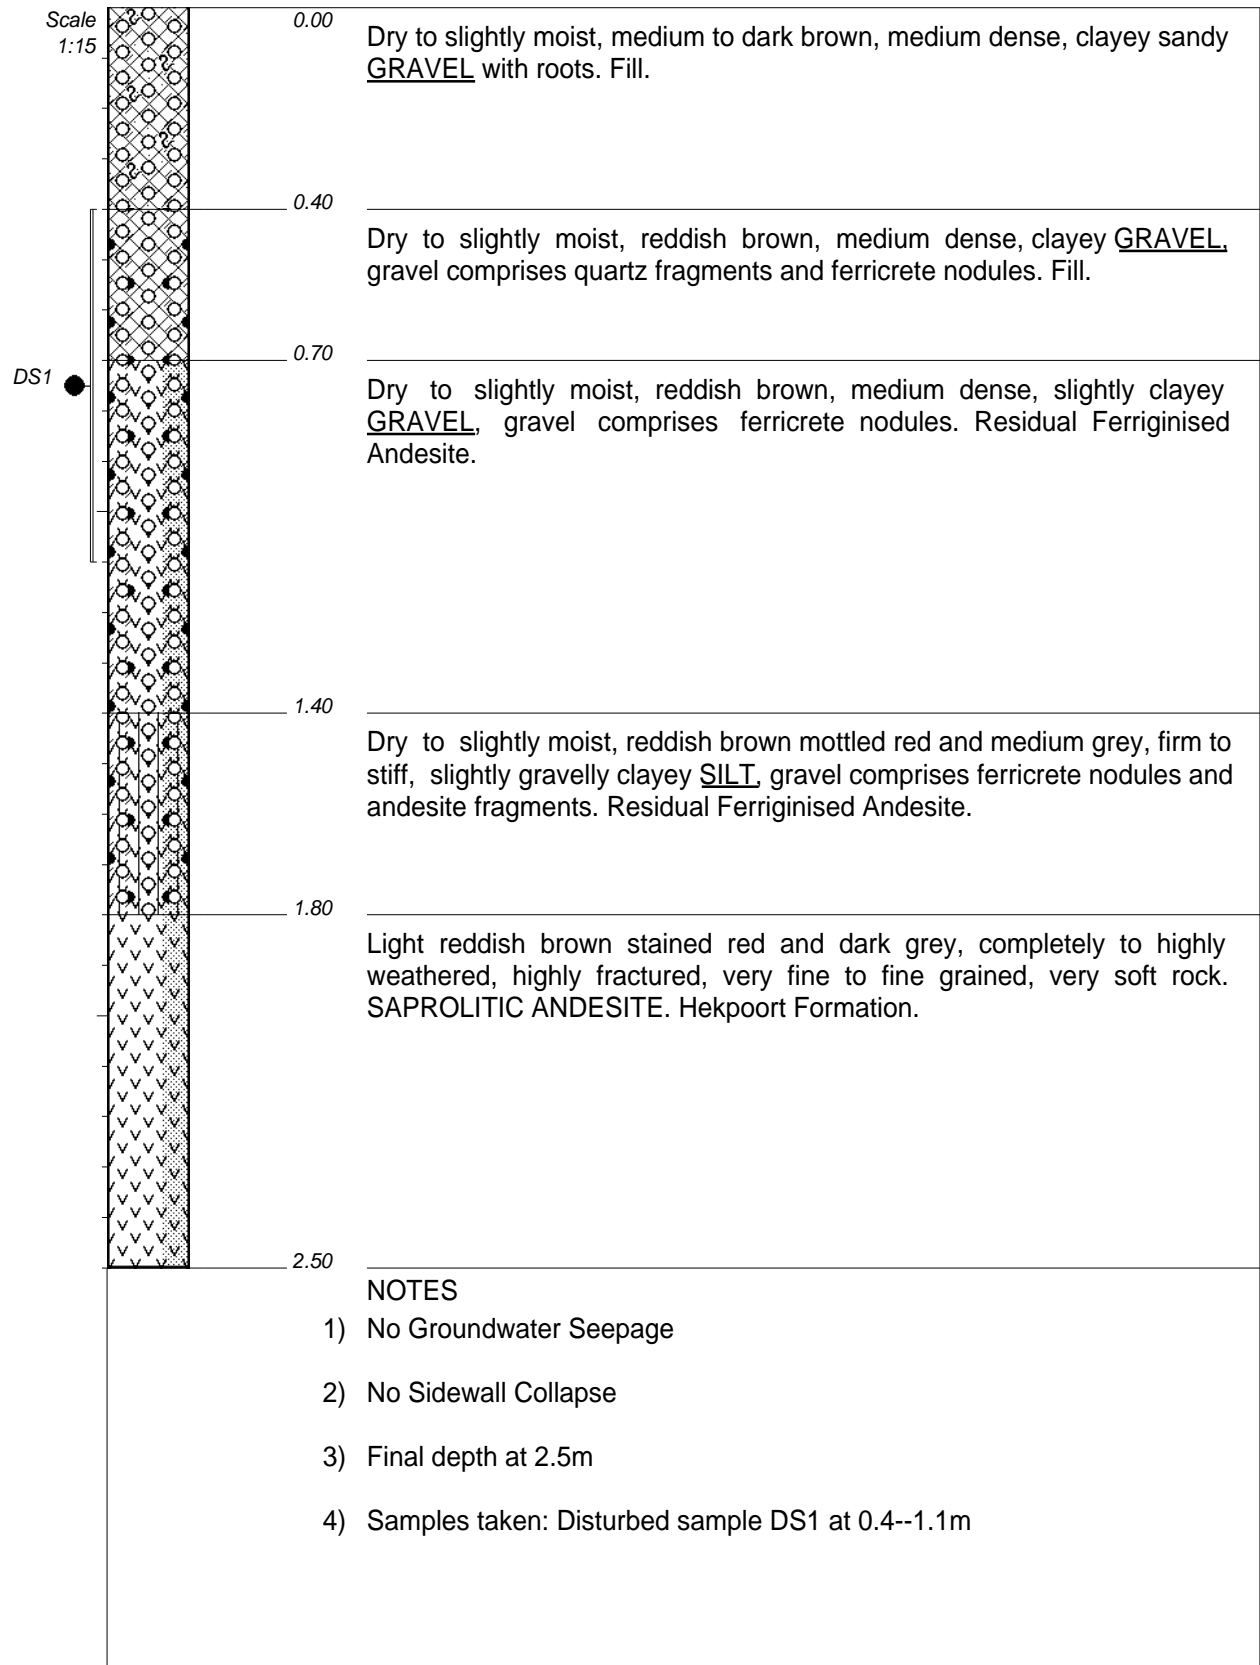 Scale
1:15
0.00
Dry to slightly moist, medium to dark brown, medium dense, clayey sandy
GRAVEL with roots. Fill.
0.40
Dry to slightly moist, reddish brown, medium dense, clayey GRAVEL,
gravel comprises quartz fragments and ferricrete nodules. Fill.
0.70
DS1
Dry to slightly moist, reddish brown, medium dense, slightly clayey
GRAVEL, gravel comprises ferricrete nodules. Residual Ferriginised
Andesite.
1.40
Dry to slightly moist, reddish brown mottled red and medium grey, firm to
stiff, slightly gravelly clayey SILT, gravel comprises ferricrete nodules and
andesite fragments. Residual Ferriginised Andesite.
1.80
Light reddish brown stained red and dark grey, completely to highly
weathered, highly fractured, very fine to fine grained, very soft rock.
SAPROLITIC ANDESITE. Hekpoort Formation.
2.50
NOTES
1) No Groundwater Seepage
2) No Sidewall Collapse
3) Final depth at 2.5m
4) Samples taken: Disturbed sample DS1 at 0.4--1.1m